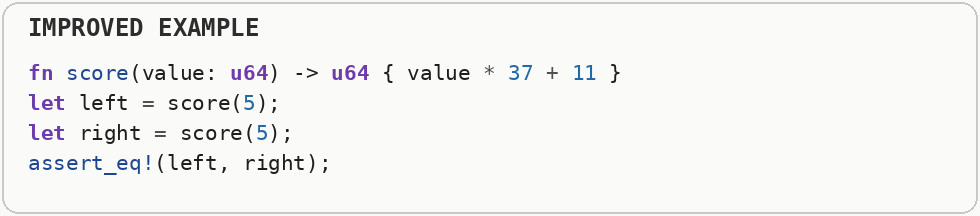 IMPROVED EXAMPLE
fn score(value: u64) -> u64 { value * 37 + 11 }
let left = score(5);
let right = score(5);
assert_eq!(left, right);